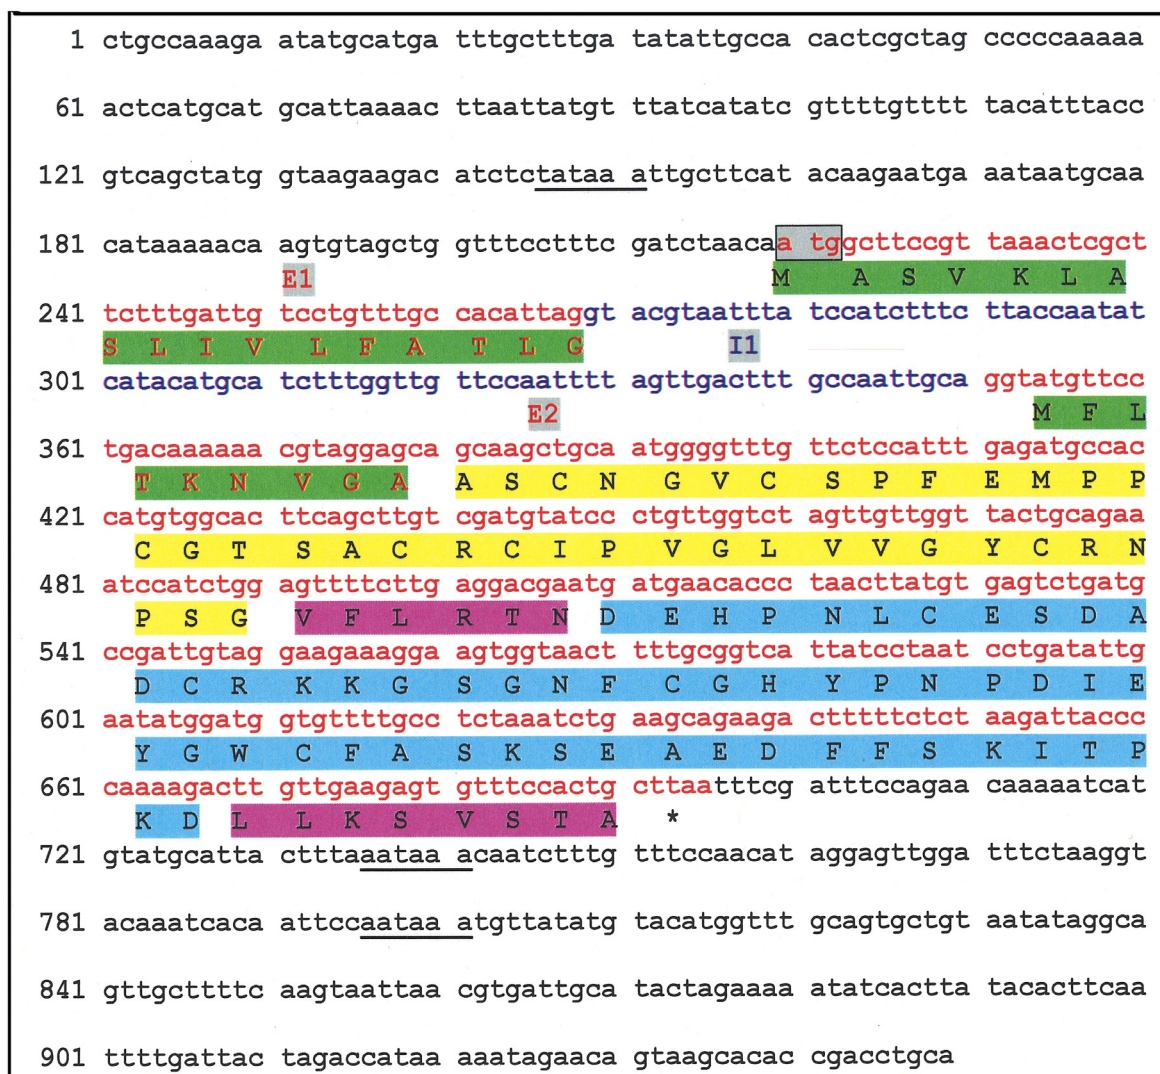 1 ctgccaaaga atatgcatga tttgctttga tatattgcca cactcgctag cccccaaaaa
61 actcatgcat gcattaaaac ttaattatgt ttatcatatc gttttgtttt tacatttacc
121 gtcagctatg gtaagaagac atctctataa attgcttcat acaagaatga aataatgcaa
181 cataaaaaca agtgtagctg gtttcctttc gatctaacaa tggcttccgt taaactcgct
E1 M A S V K L A
241 tctttgattg tcctgtttgc cacattaggt acgtaattta tccatctttc ttaccaatat
S L I V L F A T L G I1
301 catacatgca tctttggttg ttccaatttt agttgacttt gccaattgca ggtatgttcc
E2 M F L
361 tgacaaaaaa cgtaggagca gcaagctgca atggggtttg ttctccattt gagatgccac
T K N V G A A S C N G V C S P F E M P P
421 catgtggcac ttcagcttgt cgatgtatcc ctgttggtct agttgttggt tactgcagaa
C G T S A C R C I P V G L V V G Y C R N
481 atccatctgg agttttcttg aggacgaatg atgaacaccc taacttatgt gagtctgatg
P S G V F L R T N D E H P N L C E S D A
541 ccgattgtag gaagaaagga agtggtaact tttgcggtca ttatcctaat cctgatattg
D C R K K G S G N F C G H Y P N P D I E
601 aatatggatg gtgttttgcc tctaaatctg aagcagaaga ctttttctct aagattaccc
Y G W C F A S K S E A E D F F S K I T P
661 caaaagactt gttgaagagt gtttccactg cttaatttcg atttccagaa caaaaatcat
K D L L K S V S T A *
721 gtatgcatta ctttaaataa acaatctttg tttccaacat aggagttgga tttctaaggt
781 acaaatcaca attccaataa atgttatatg tacatggttt gcagtgctgt aatataggca
841 gttgcttttc aagtaattaa cgtgattgca tactagaaaa atatcactta tacacttcaa
901 ttttgattac tagaccataa aaatagaaca gtaagcacac cgacctgca